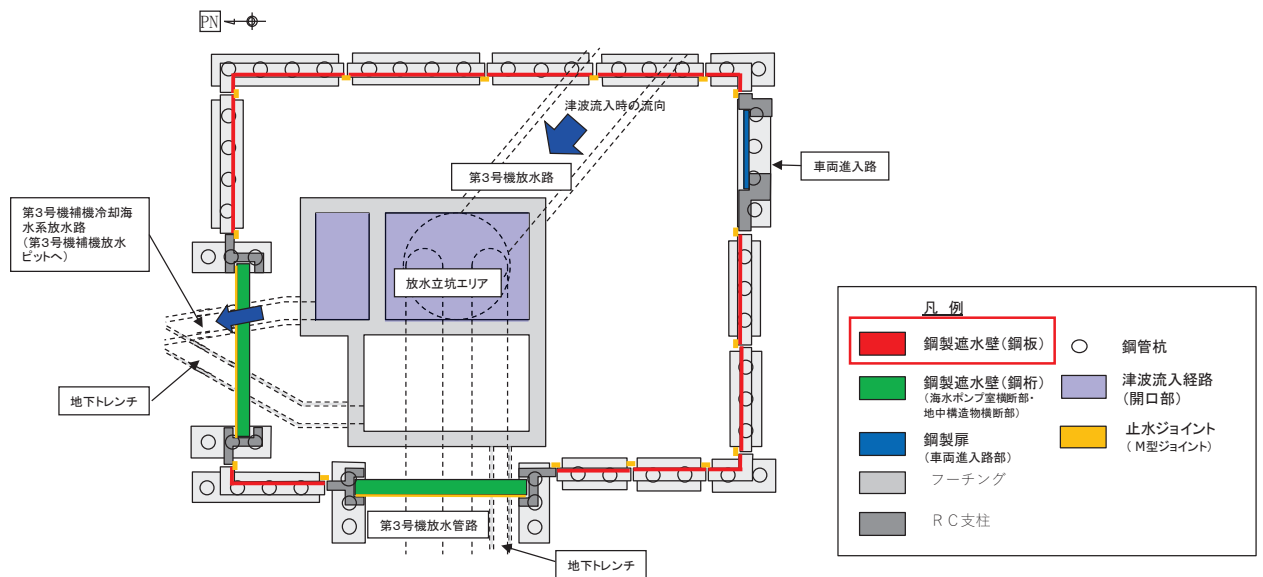 PN
津波流入時の流向
第3号機放水路
車両進入路
第3号機補機冷却海
水系放水路
(第3号機補機放水
ピットへ)
放水立坑エリア
地下トレンチ
第3号機放水管路
地下トレンチ
凡 例
鋼製遮水壁(鋼板)
鋼管杭
鋼製遮水壁(鋼桁)
(海水ポンプ室横断部・
地中構造物横断部)
津波流入経路
(開口部)
鋼製扉
(車両進入路部)
止水ジョイント
(M型ジョイント)
フーチング
RC支柱